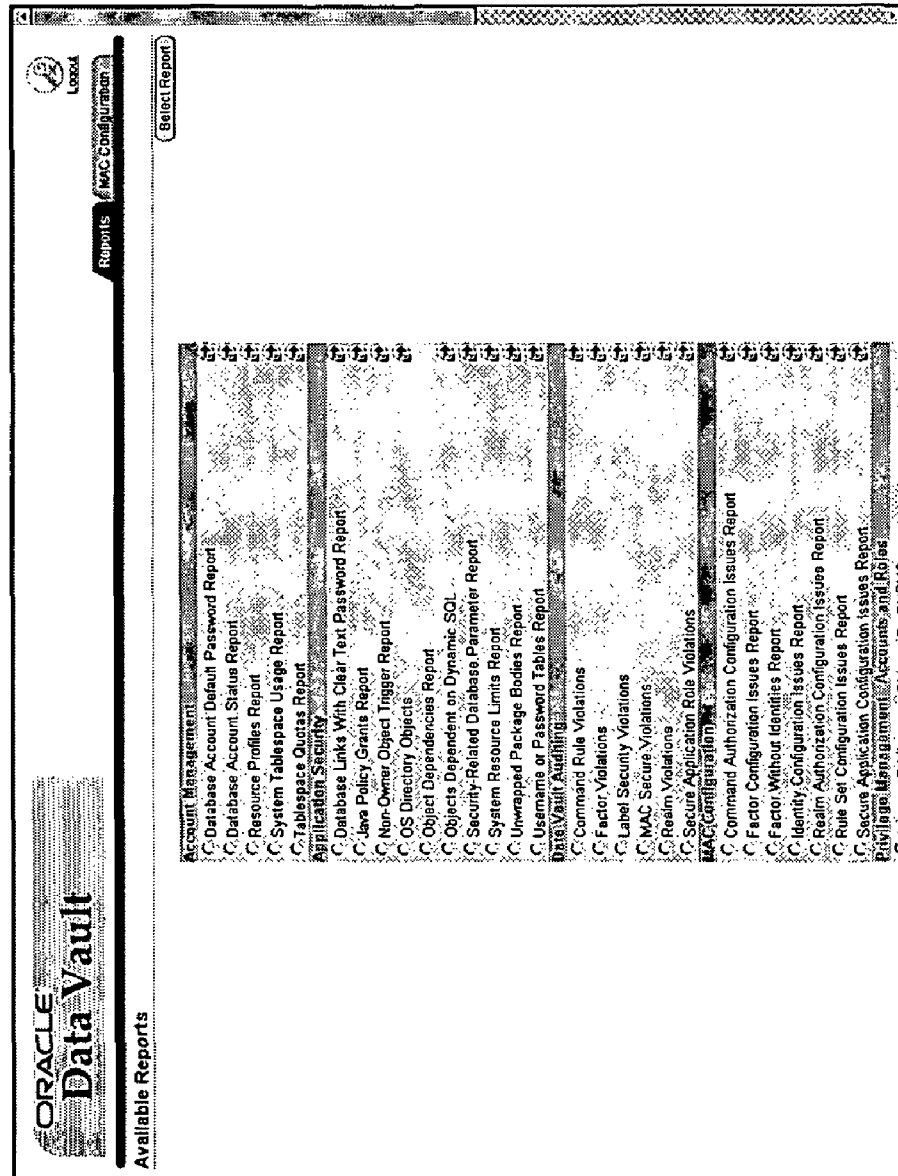 ORACLE
Data Vault
Logout
Reports
MAC Configuration
Available Reports
Select Report
Account Management
Database Account Default Password Report
Database Account Status Report
Resource Profiles Report
System Tablespace Usage Report
Tablespace Quotas Report
Application Security
Database Links With Clear Text Password Report
Java Policy Grants Report
Non-Owner Object Trigger Report
OS Directory Objects
Object Dependencies Report
Objects Dependent on Dynamic SQL
Security-Related Database Parameter Report
System Resource Limits Report
Unwrapped Package Bodies Report
Username or Password Tables Report
Data Vault Auditing
Command Rule Violations
Factor Violations
Label Security Violations
MAC Secure Violations
Realm Violations
Secure Application Role Violations
MAC Configuration
Command Authorization Configuration Issues Report
Factor Configuration Issues Report
Factor Without Identities Report
Identity Configuration Issues Report
Realm Authorization Configuration Issues Report
Rule Set Configuration Issues Report
Secure Application Configuration Issues Report
Privilege Management: Accounts and Roles